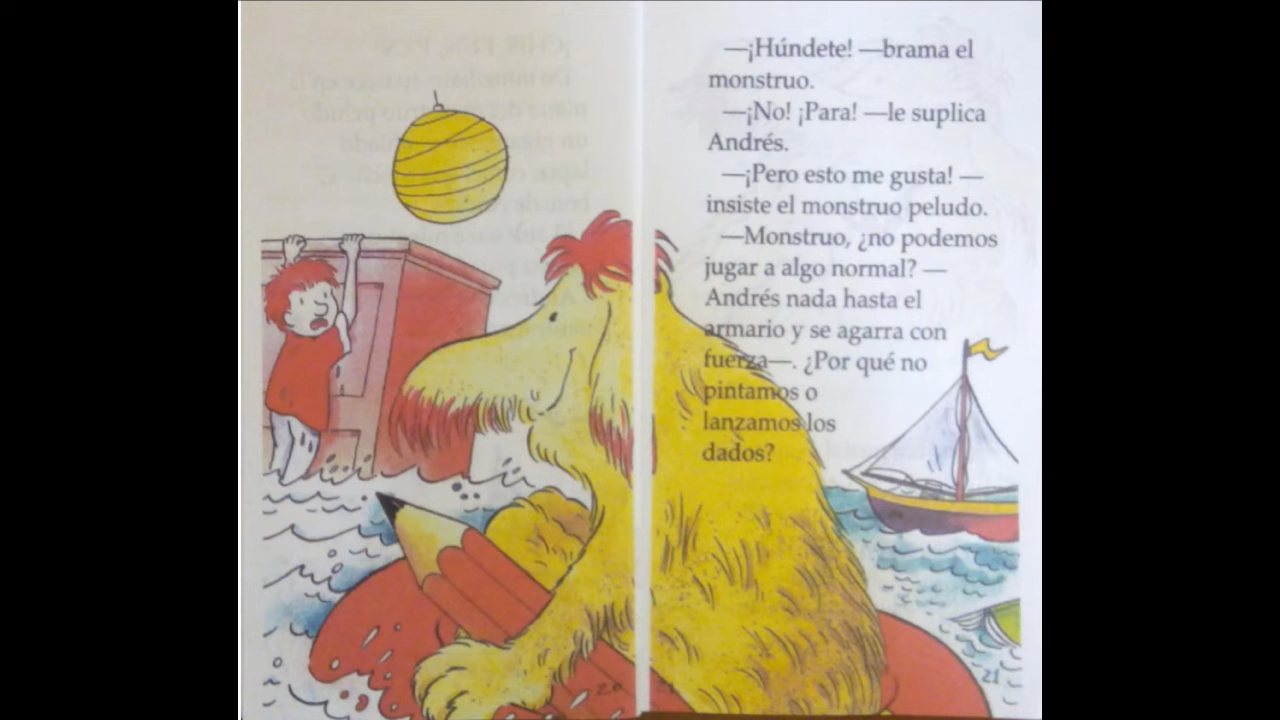 —¡Húndete! —brama el
monstruo.
—¡No! ¡Para! —le suplica
Andrés.
—¡Pero esto me gusta! —
insiste el monstruo peludo.
—Monstruo, ¿no podemos
jugar a algo normal? —
Andrés nada hasta el
armario y se agarra con
fuerza—. ¿Por qué no
pintamos o
lanzamos los
dados?
20
21